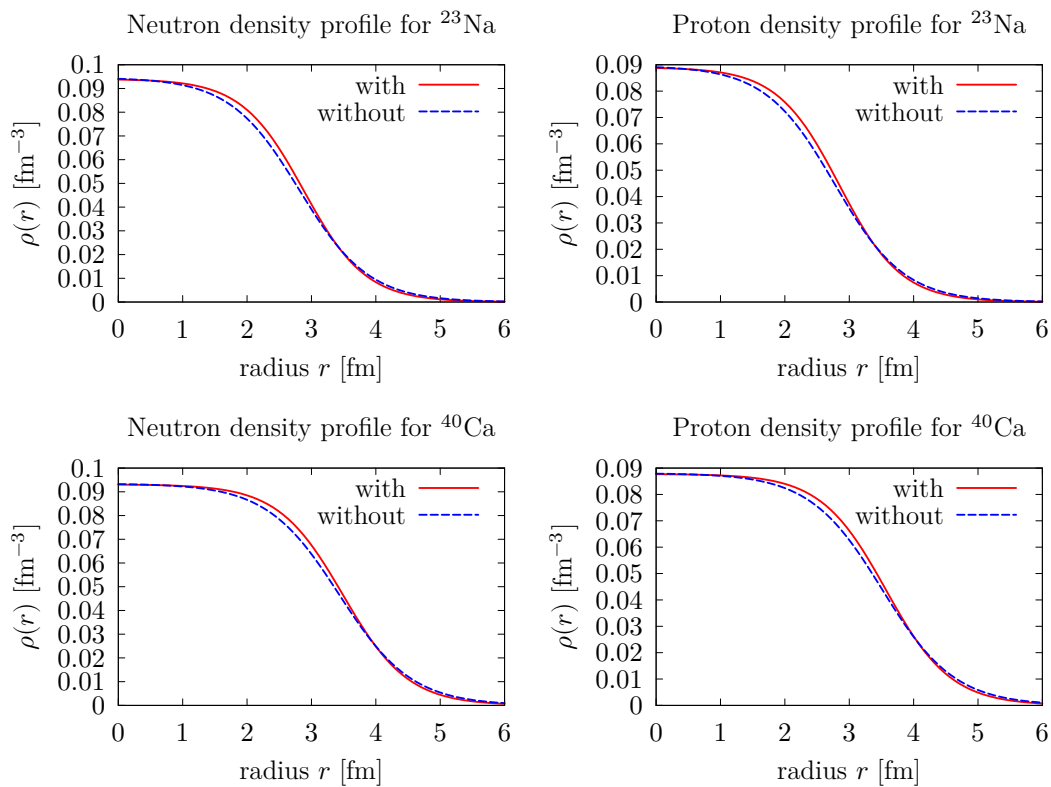 Neutron density profile for ²³Na
ρ(r) [fm⁻³]
0.1
0.09
0.08
0.07
0.06
0.05
0.04
0.03
0.02
0.01
0
with
without
0 1 2 3 4 5 6
radius r [fm]
Proton density profile for ²³Na
ρ(r) [fm⁻³]
0.09
0.08
0.07
0.06
0.05
0.04
0.03
0.02
0.01
0
with
without
0 1 2 3 4 5 6
radius r [fm]
Neutron density profile for ⁴⁰Ca
ρ(r) [fm⁻³]
0.1
0.09
0.08
0.07
0.06
0.05
0.04
0.03
0.02
0.01
0
with
without
0 1 2 3 4 5 6
radius r [fm]
Proton density profile for ⁴⁰Ca
ρ(r) [fm⁻³]
0.09
0.08
0.07
0.06
0.05
0.04
0.03
0.02
0.01
0
with
without
0 1 2 3 4 5 6
radius r [fm]